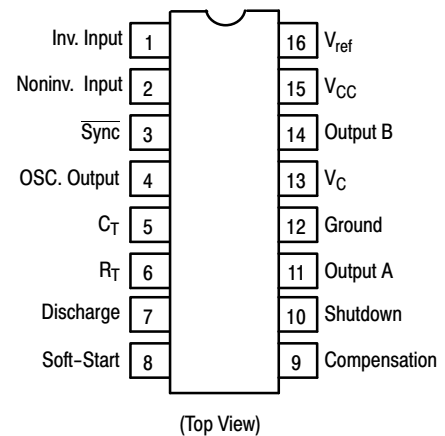 Inv. Input 1 16 Vref
Noninv. Input 2 15 VCC
Sync 3 14 Output B
OSC. Output 4 13 VC
CT 5 12 Ground
RT 6 11 Output A
Discharge 7 10 Shutdown
Soft-Start 8 9 Compensation
(Top View)